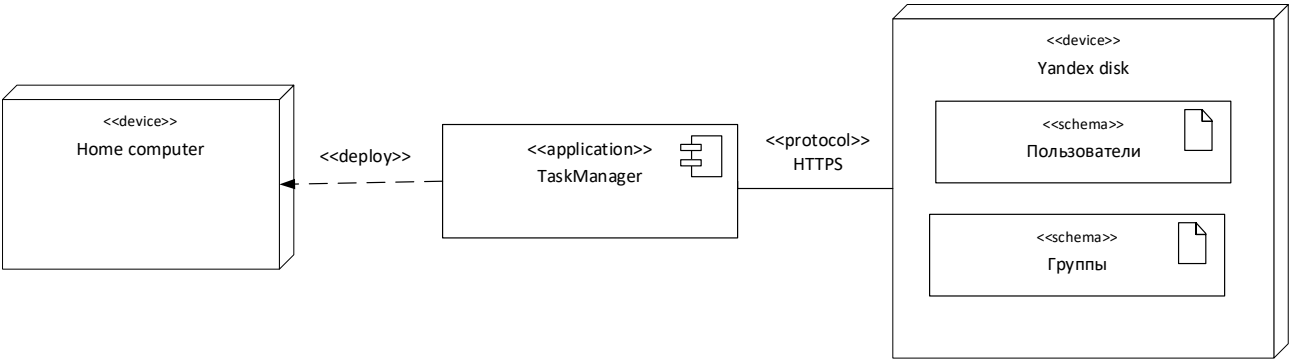 <<device>>
Home computer
<<deploy>>
<<application>>
TaskManager
<<protocol>>
HTTPS
<<device>>
Yandex disk
<<schema>>
Пользователи
<<schema>>
Группы